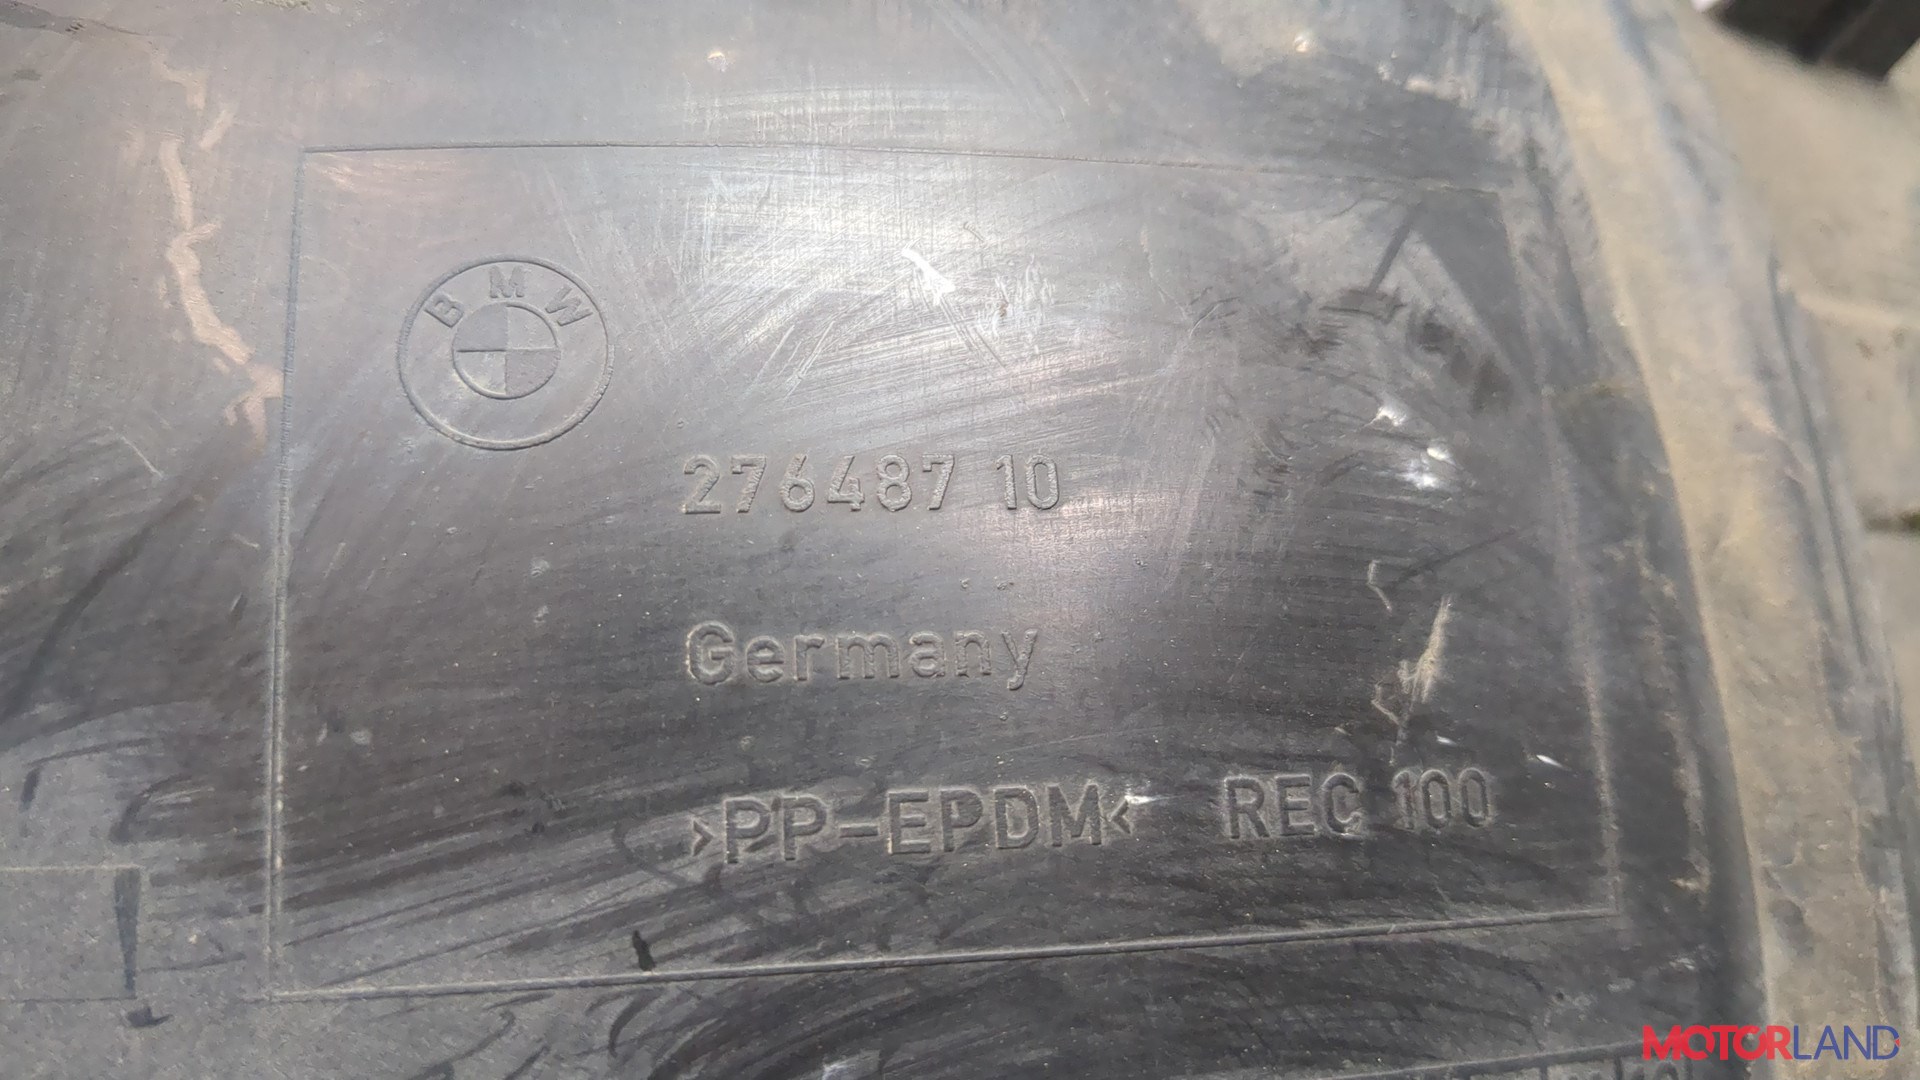 BMW
276487 10
Germany
>PP-EPDM< REC 100
MOTORLAND